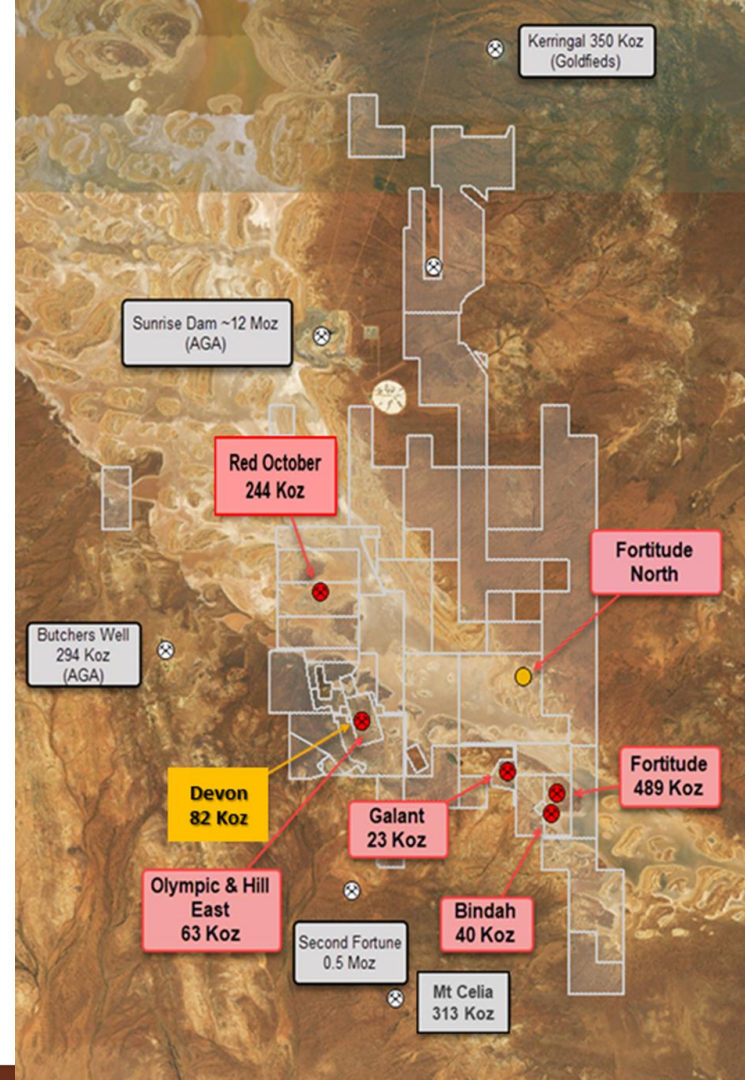 Kerringal 350 Koz
(Goldfieds)
Sunrise Dam ~12 Moz
(AGA)
Red October
244 Koz
Fortitude
North
Butchers Well
294 Koz
(AGA)
Devon
82 Koz
Galant
23 Koz
Fortitude
489 Koz
Olympic & Hill
East
63 Koz
Bindah
40 Koz
Second Fortune
0.5 Moz
Mt Celia
313 Koz